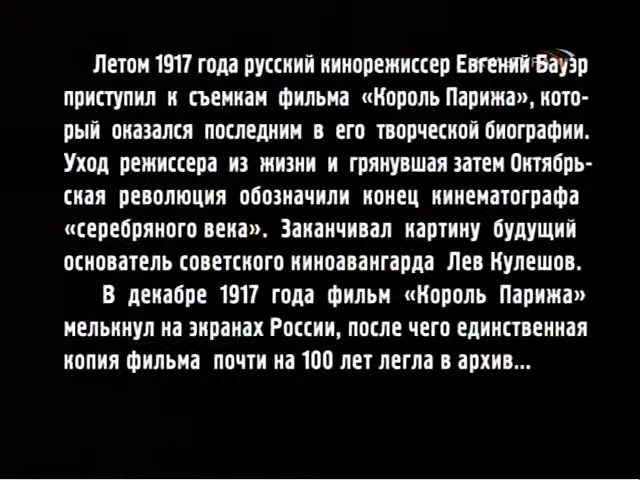 Летом 1917 года русский кинорежиссер Евгений Бауэр
приступил к съемкам фильма «Король Парижа», кото-
рый оказался последним в его творческой биографии.
Уход режиссера из жизни и грянувшая затем Октябрь-
ская революция обозначили конец кинематографа
«серебряного века». Заканчивал картину будущий
основатель советского киноавангарда Лев Кулешов.
В декабре 1917 года фильм «Король Парижа»
мелькнул на экранах России, после чего единственная
копия фильма почти на 100 лет легла в архив...